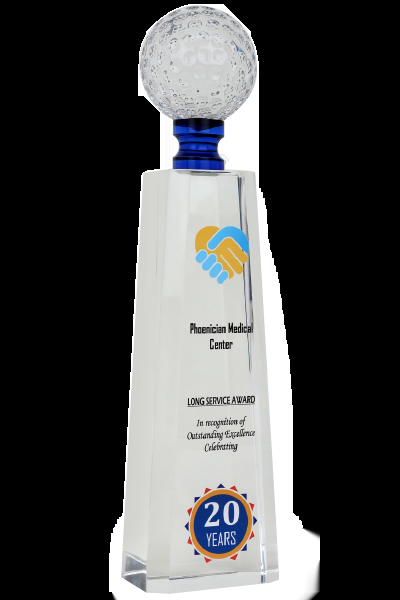 Phoenician Medical
Center
LONG SERVICE AWARD
In recognition of
Outstanding Excellence
Celebrating
20
YEARS